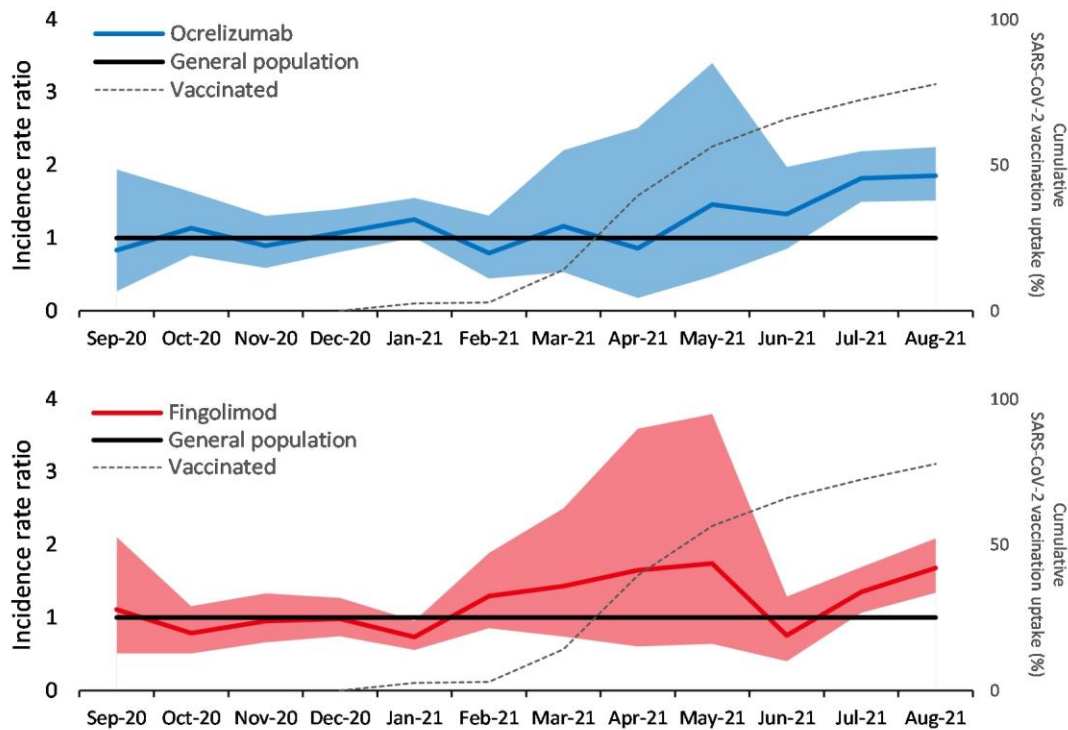 4
3
2
1
0
Incidence rate ratio
Ocrelizumab
General population
Vaccinated
100
50
0
Cumulative
SARS-CoV-2 vaccination uptake (%)
Sep-20 Oct-20 Nov-20 Dec-20 Jan-21 Feb-21 Mar-21 Apr-21 May-21 Jun-21 Jul-21 Aug-21
4
3
2
1
0
Incidence rate ratio
Fingolimod
General population
Vaccinated
100
50
0
Cumulative
SARS-CoV-2 vaccination uptake (%)
Sep-20 Oct-20 Nov-20 Dec-20 Jan-21 Feb-21 Mar-21 Apr-21 May-21 Jun-21 Jul-21 Aug-21